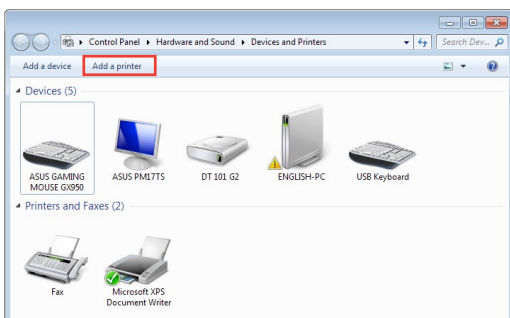 Control Panel Hardware and Sound Devices and Printers Search Dev...
Add a device Add a printer
Devices (5)
ASUS GAMING MOUSE GX950
ASUS PM17TS
DT 101 G2
ENGLISH-PC
USB Keyboard
Printers and Faxes (2)
Fax
Microsoft XPS
Document Writer